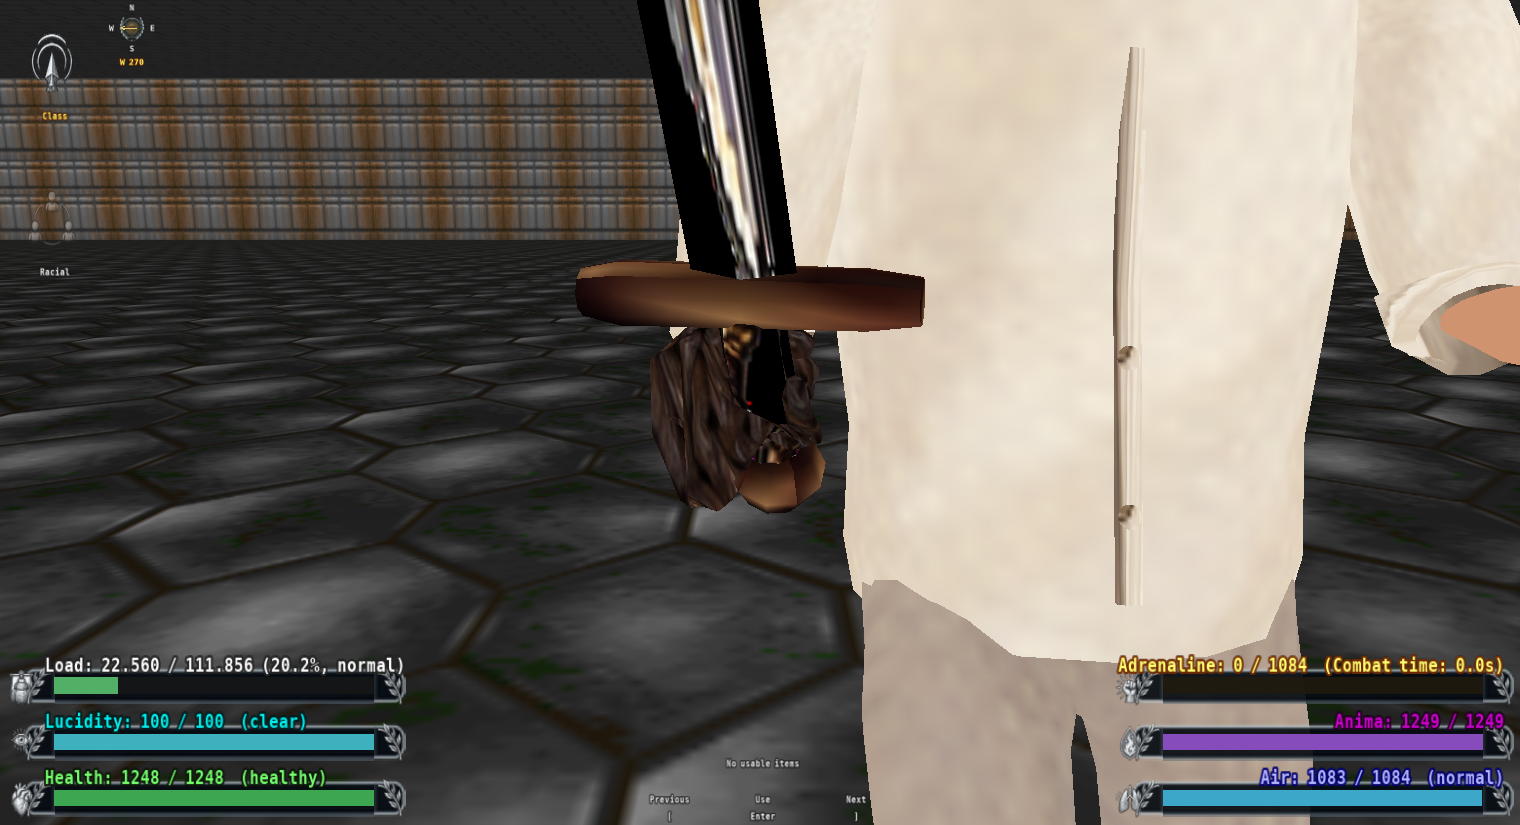 N
W E
S
W 270
Class
Racial
Load: 22.560 / 111.856 (20.2%, normal)
Lucidity: 100 / 100 (clear)
Health: 1248 / 1248 (healthy)
Adrenaline: 0 / 1084 (Combat time: 0.0s)
Anima: 1249 / 1249
Air: 1083 / 1084 (normal)
No usable items
Previous Use Next
[ Enter ]